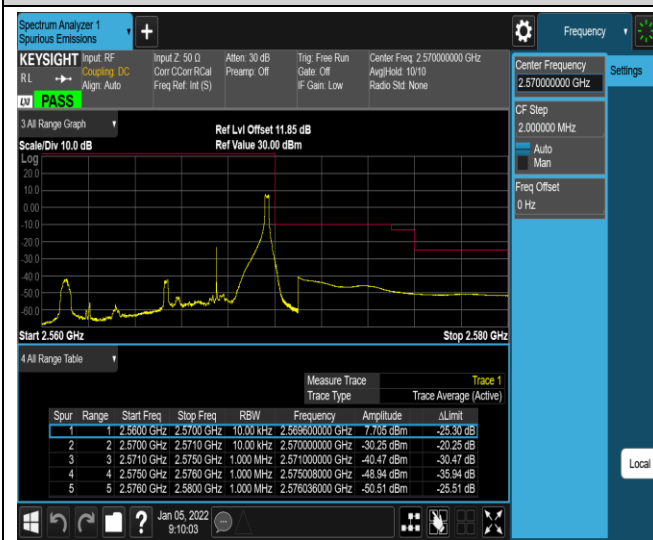 Spectrum Analyzer 1
Spurious Emissions
+
Frequency
KEYSIGHT Input: RF Input Z: 50 Ω Atten: 30 dB Trig: Free Run Center Freq: 2.570000000 GHz
RL Coupling: DC Corr CCorr RCal Preamp: Off Gate: Off Avg|Hold: 10/10
Align: Auto Freq Ref: Int (S) IF Gain: Low Radio Std: None
LXI PASS
Center Frequency
2.570000000 GHz
Settings
CF Step
2.000000 MHz
Auto
Man
Freq Offset
0 Hz
3 All Range Graph
Ref Lvl Offset 11.85 dB
Scale/Div 10.0 dB Ref Value 30.00 dBm
Log
20.0
10.0
0.00
-10.0
-20.0
-30.0
-40.0
-50.0
-60.0
Start 2.560 GHz Stop 2.580 GHz
4 All Range Table
Measure Trace Trace 1
Trace Type Trace Average (Active)
Spur Range Start Freq Stop Freq RBW Frequency Amplitude ΔLimit
1 1 2.5600 GHz 2.5700 GHz 10.00 kHz 2.569600000 GHz 7.705 dBm -25.30 dB
2 2 2.5700 GHz 2.5710 GHz 10.00 kHz 2.570000000 GHz -30.25 dBm -20.25 dB
3 3 2.5710 GHz 2.5750 GHz 1.000 MHz 2.571000000 GHz -40.47 dBm -30.47 dB
4 4 2.5750 GHz 2.5760 GHz 1.000 MHz 2.575008000 GHz -48.94 dBm -35.94 dB
5 5 2.5760 GHz 2.5800 GHz 1.000 MHz 2.576036000 GHz -50.51 dBm -25.51 dB
Local
? Jan 05, 2022
9:10:03